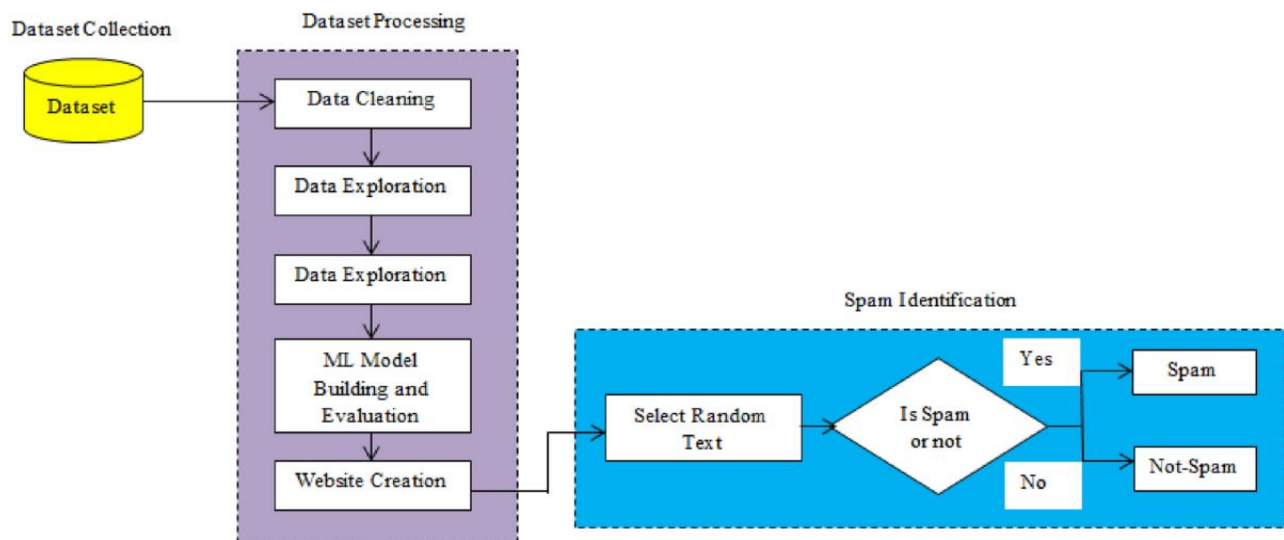 Dataset Collection
Dataset
Dataset Processing
Data Cleaning
Data Exploration
Data Exploration
ML Model
Building and
Evaluation
Website Creation
Spam Identification
Select Random
Text
Is Spam
or not
Yes
No
Spam
Not-Spam